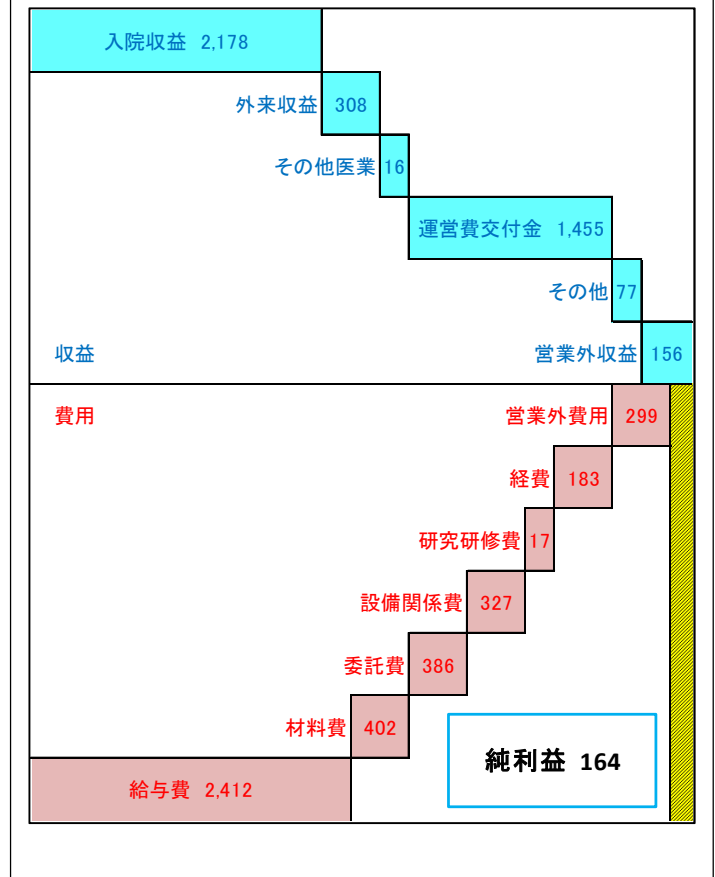 入院収益 2,178
外来収益 308
その他医業 16
運営費交付金 1,455
その他 77
収益 営業外収益 156
費用 営業外費用 299
経費 183
研究研修費 17
設備関係費 327
委託費 386
材料費 402
純利益 164
給与費 2,412